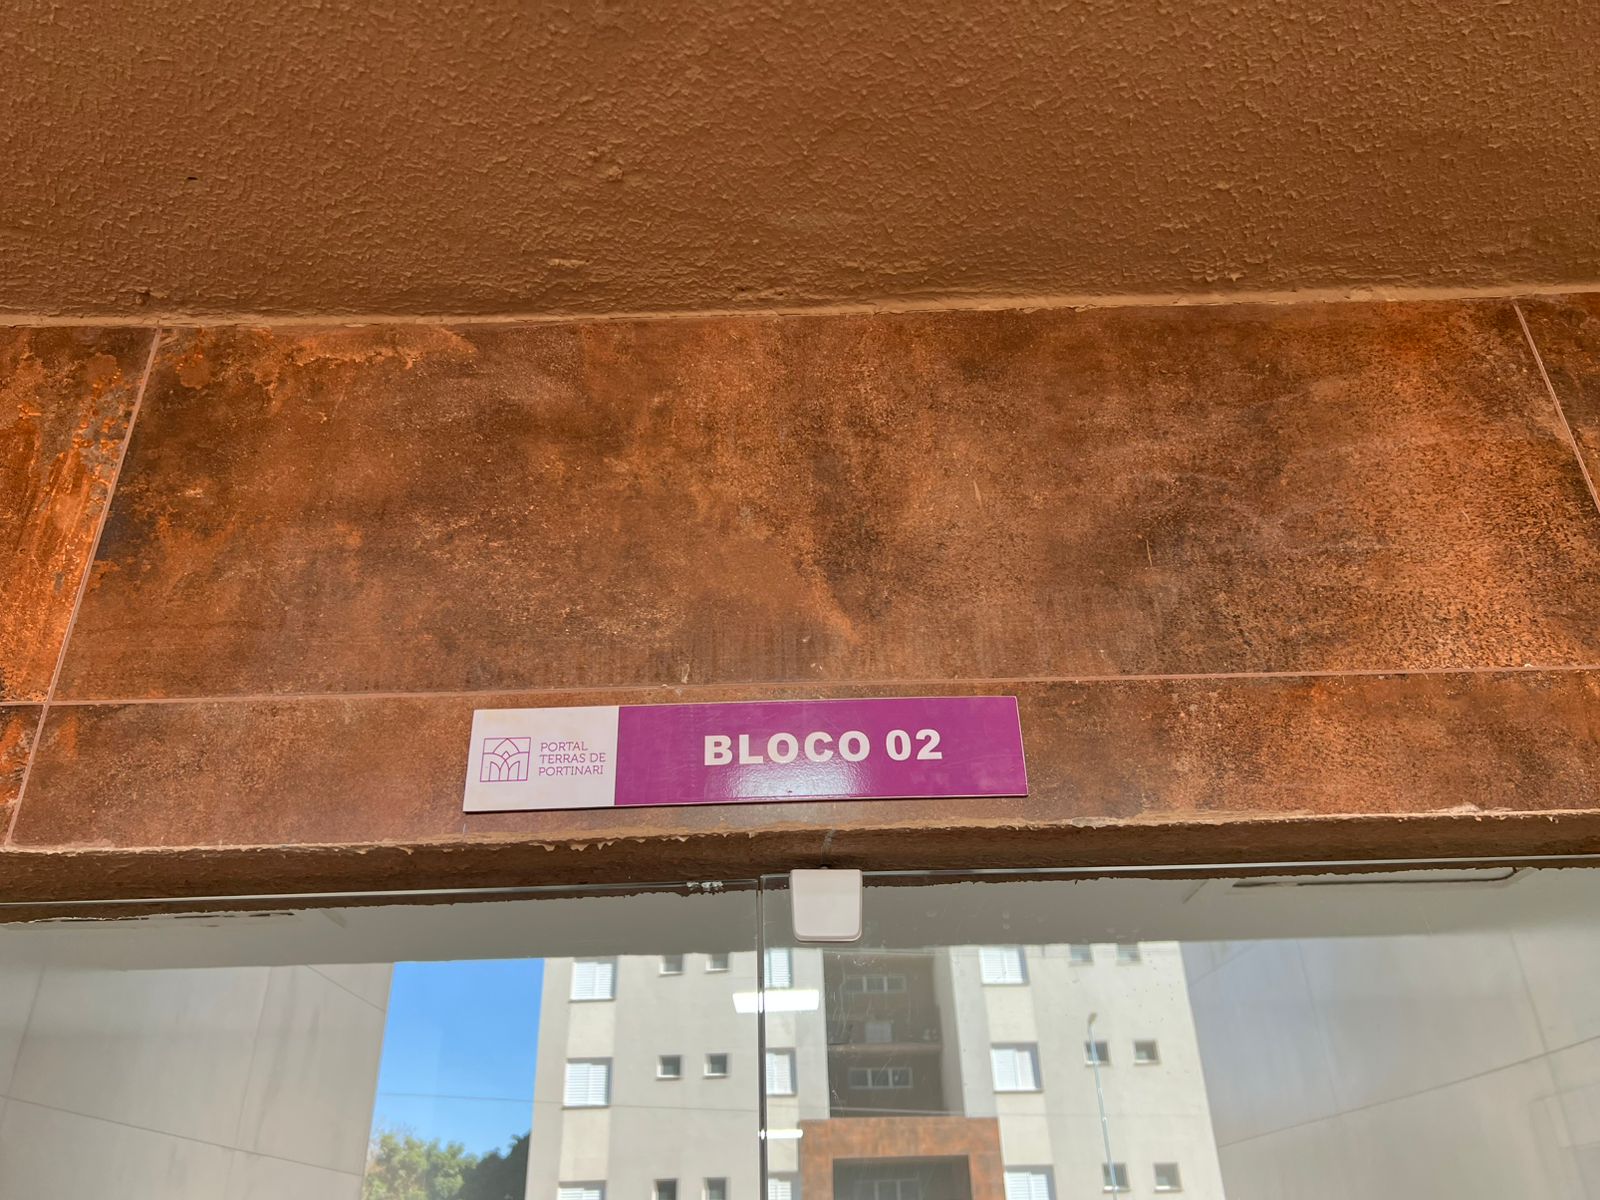 PORTAL
TERRAS DE
PORTINARI
BLOCO 02